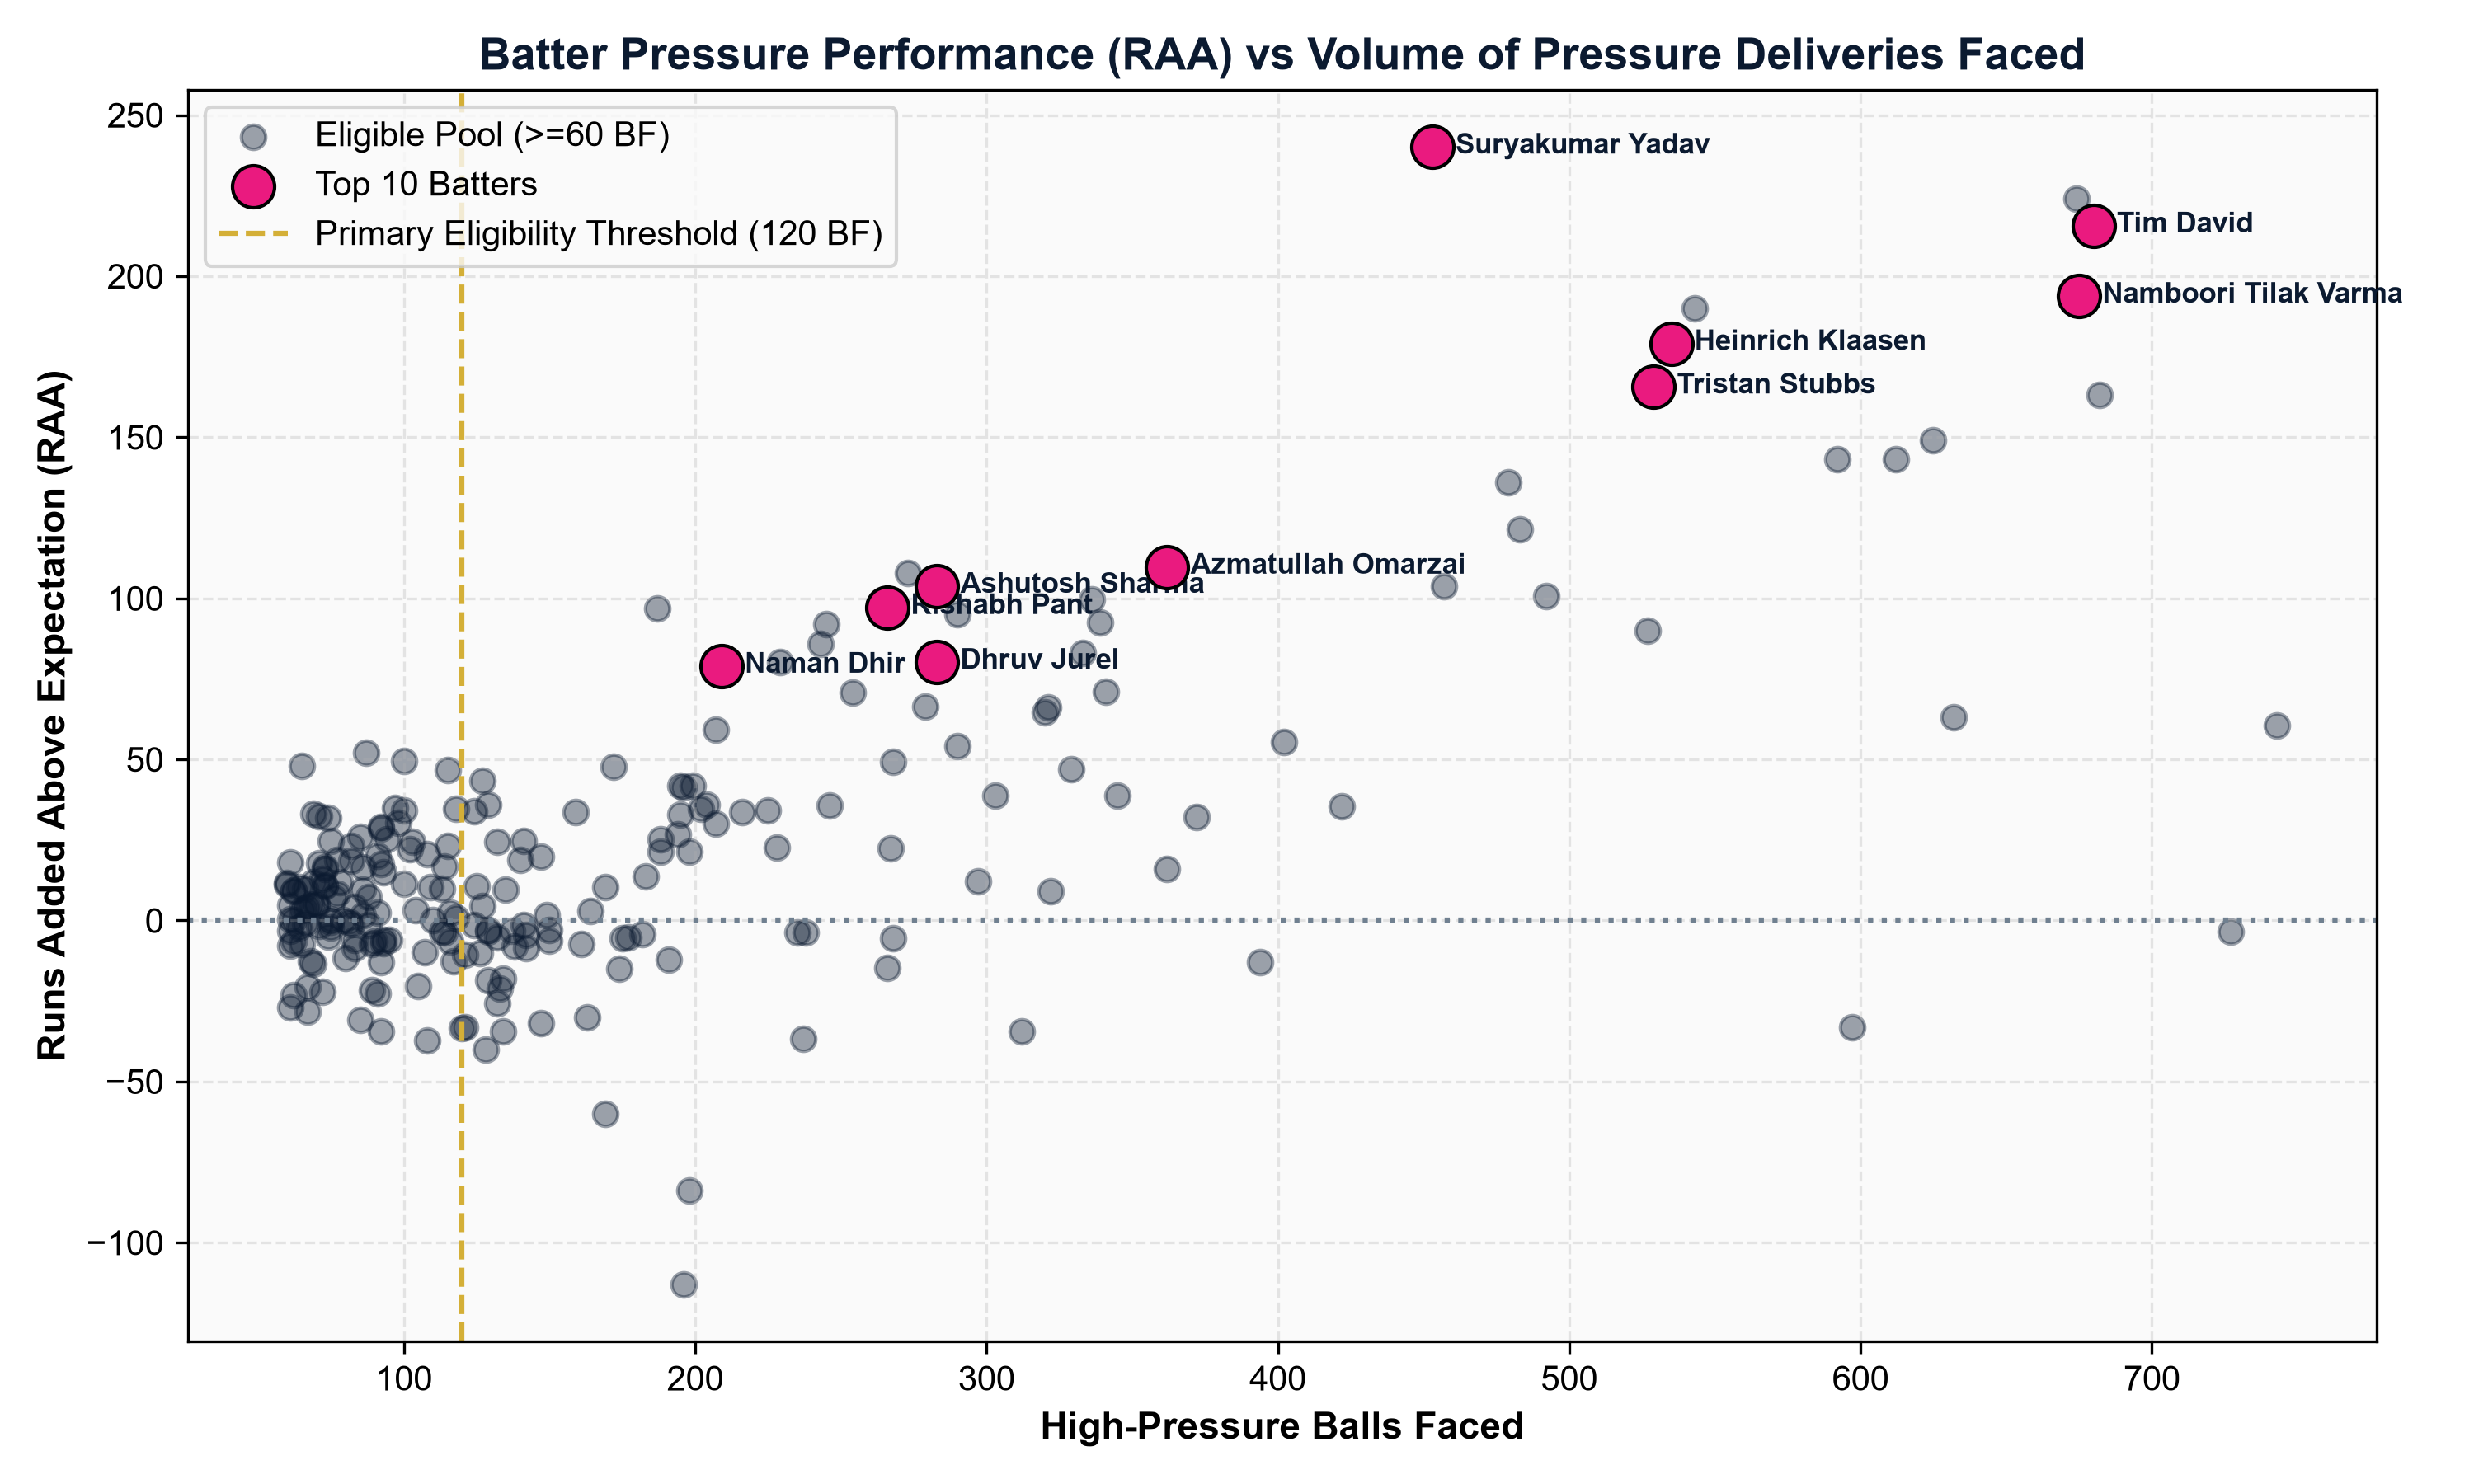 Batter Pressure Performance (RAA) vs Volume of Pressure Deliveries Faced
Eligible Pool (>=60 BF)
Top 10 Batters
Primary Eligibility Threshold (120 BF)
Runs Added Above Expectation (RAA)
250
200
150
100
50
0
−50
−100
Suryakumar Yadav
Tim David
Namboori Tilak Varma
Heinrich Klaasen
Tristan Stubbs
Azmatullah Omarzai
Ashutosh Sharma
Rishabh Pant
Naman Dhir
Dhruv Jurel
100
200
300
400
500
600
700
High-Pressure Balls Faced